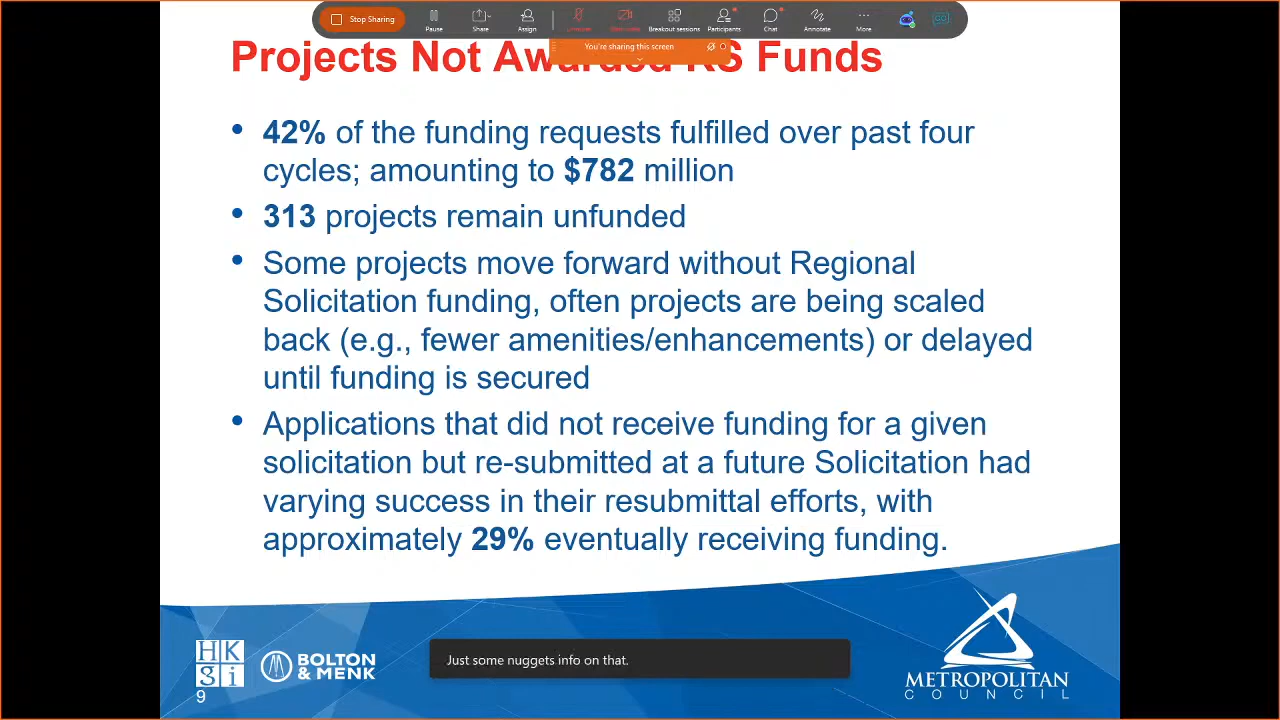 Stop Sharing
Pause
Share
Assign
Breakout sessions
Participants
Chat
Annotate
More
You're sharing this screen
Projects Not Awarded RS Funds
• 42% of the funding requests fulfilled over past four
cycles; amounting to $782 million
• 313 projects remain unfunded
• Some projects move forward without Regional
Solicitation funding, often projects are being scaled
back (e.g., fewer amenities/enhancements) or delayed
until funding is secured
• Applications that did not receive funding for a given
solicitation but re-submitted at a future Solicitation had
varying success in their resubmittal efforts, with
approximately 29% eventually receiving funding.
HK
gi
BOLTON
& MENK
9
Just some nuggets info on that.
METROPOLITAN
COUNCIL